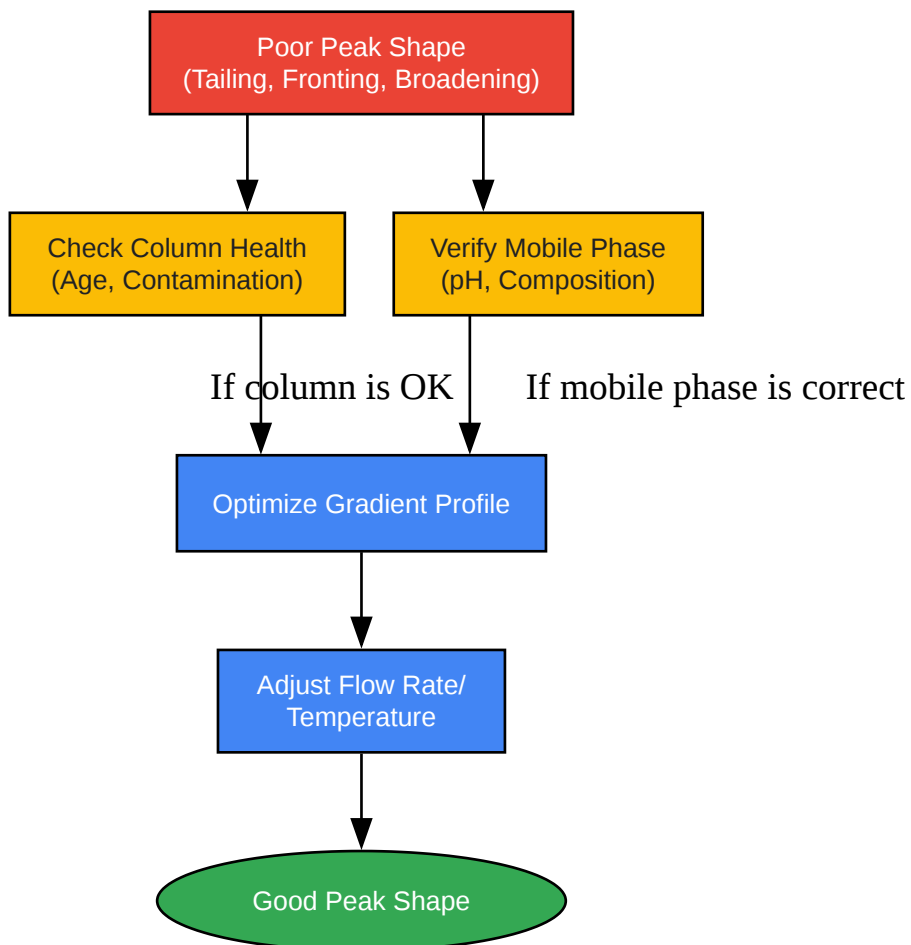 Poor Peak Shape
(Tailing, Fronting, Broadening)
Check Column Health
(Age, Contamination)
Verify Mobile Phase
(pH, Composition)
If column is OK
If mobile phase is correct
Optimize Gradient Profile
Adjust Flow Rate/
Temperature
Good Peak Shape